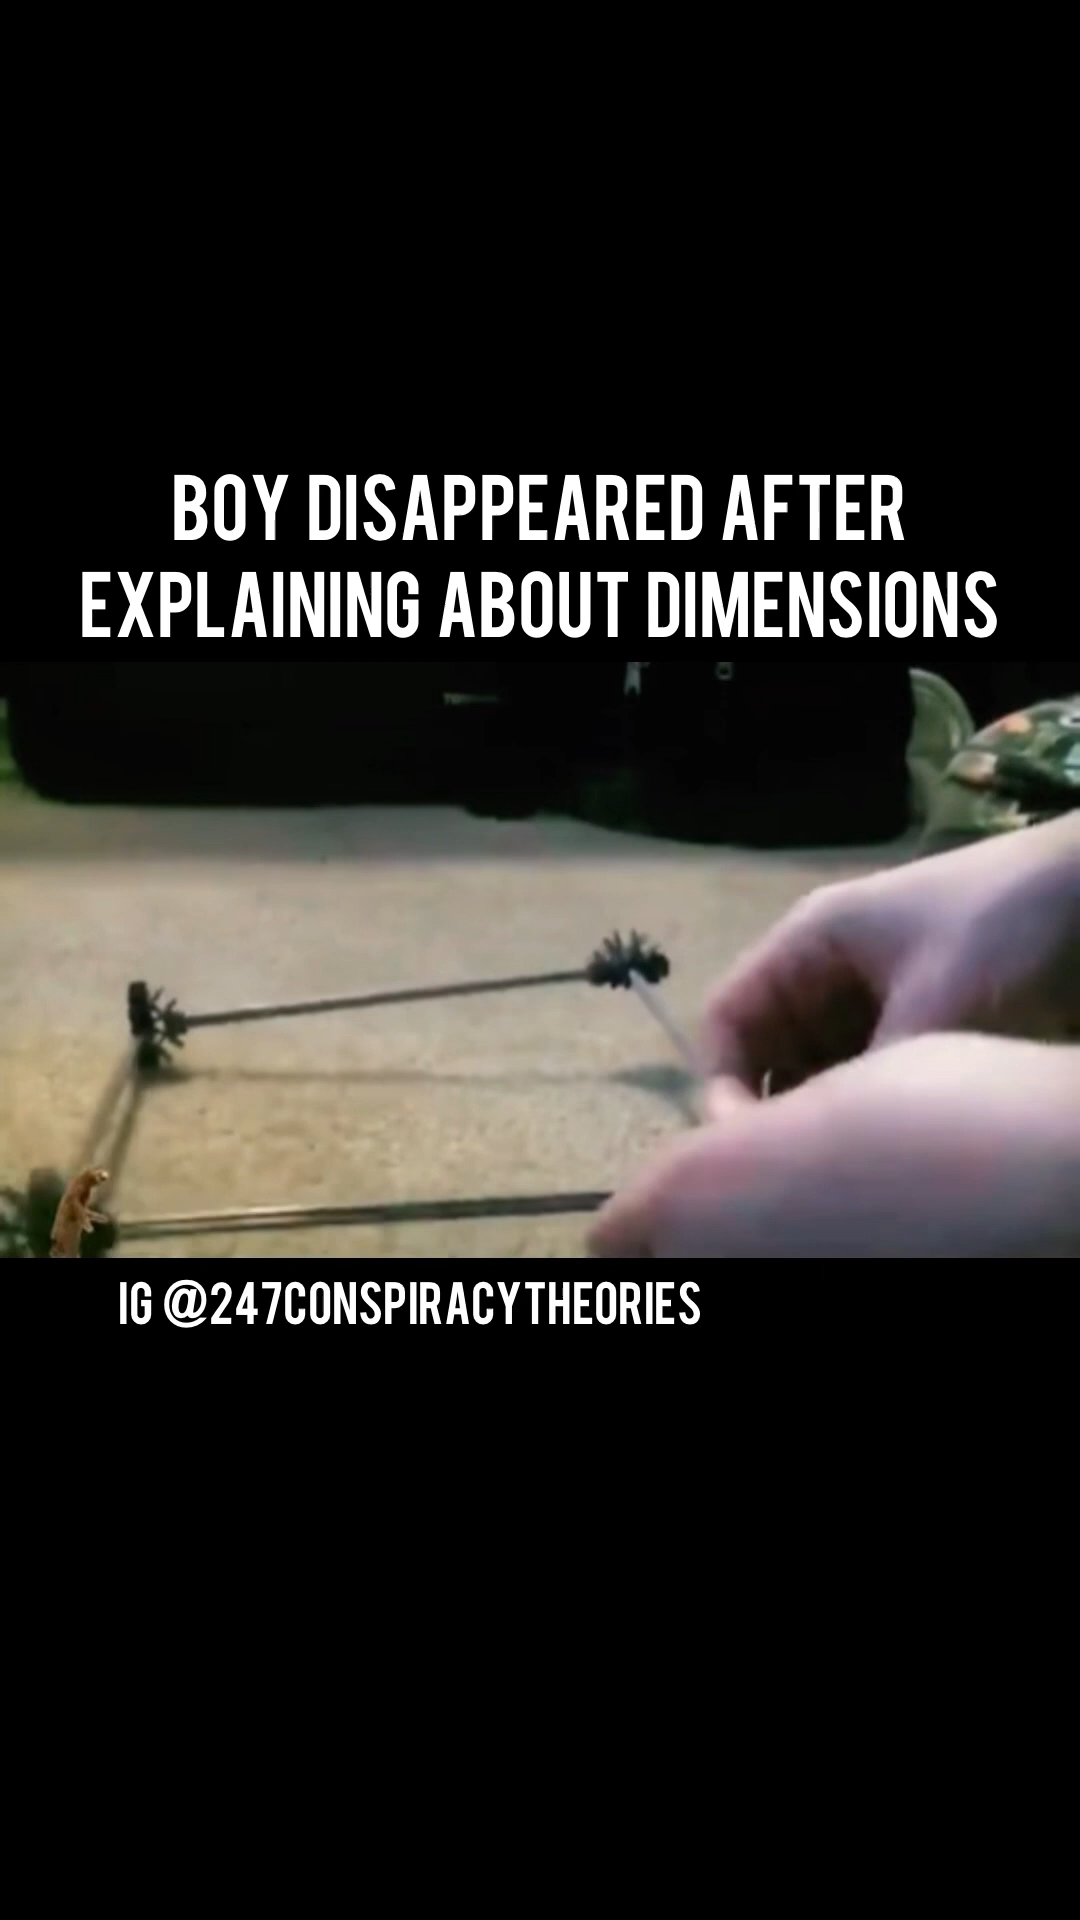 BOY DISAPPEARED AFTER
EXPLAINING ABOUT DIMENSIONS
IG @247CONSPIRACYTHEORIES